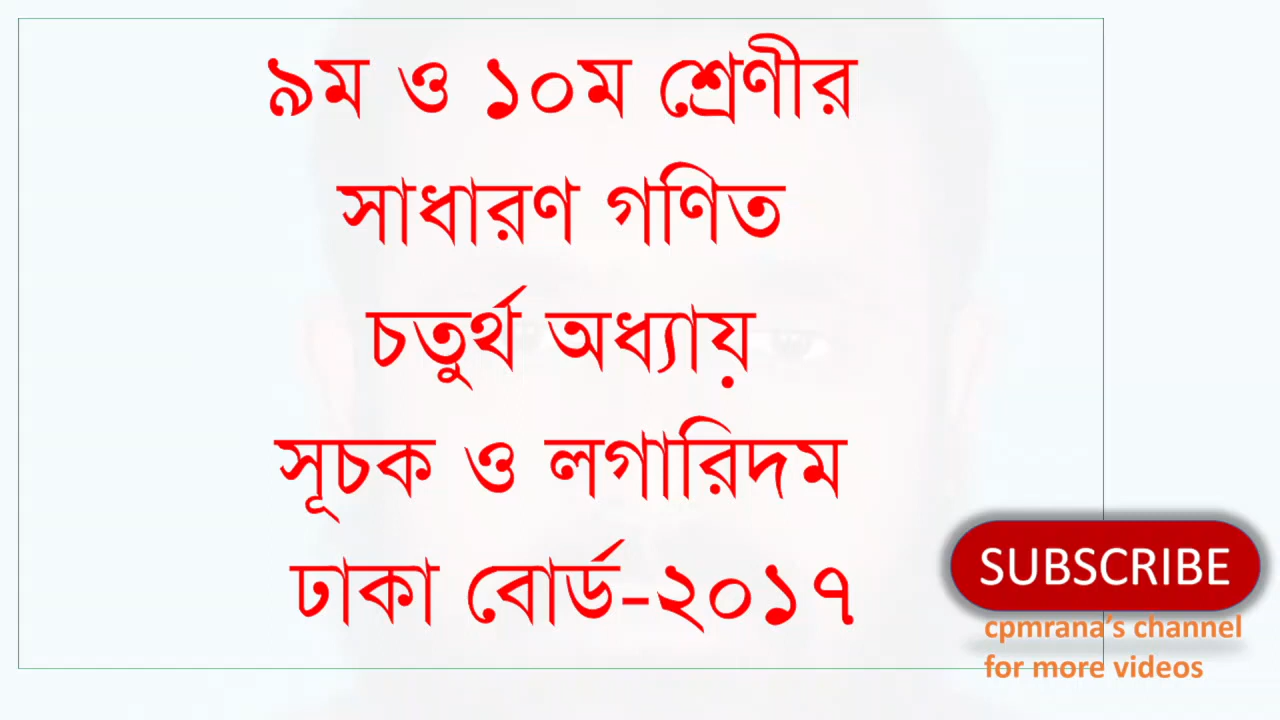 ৯ম ও ১০ম শ্রেণীর
সাধারণ গণিত
চতুর্থ অধ্যায়
সূচক ও লগারিদম
ঢাকা বোর্ড-২০১৭
SUBSCRIBE
cpmrana’s channel
for more videos